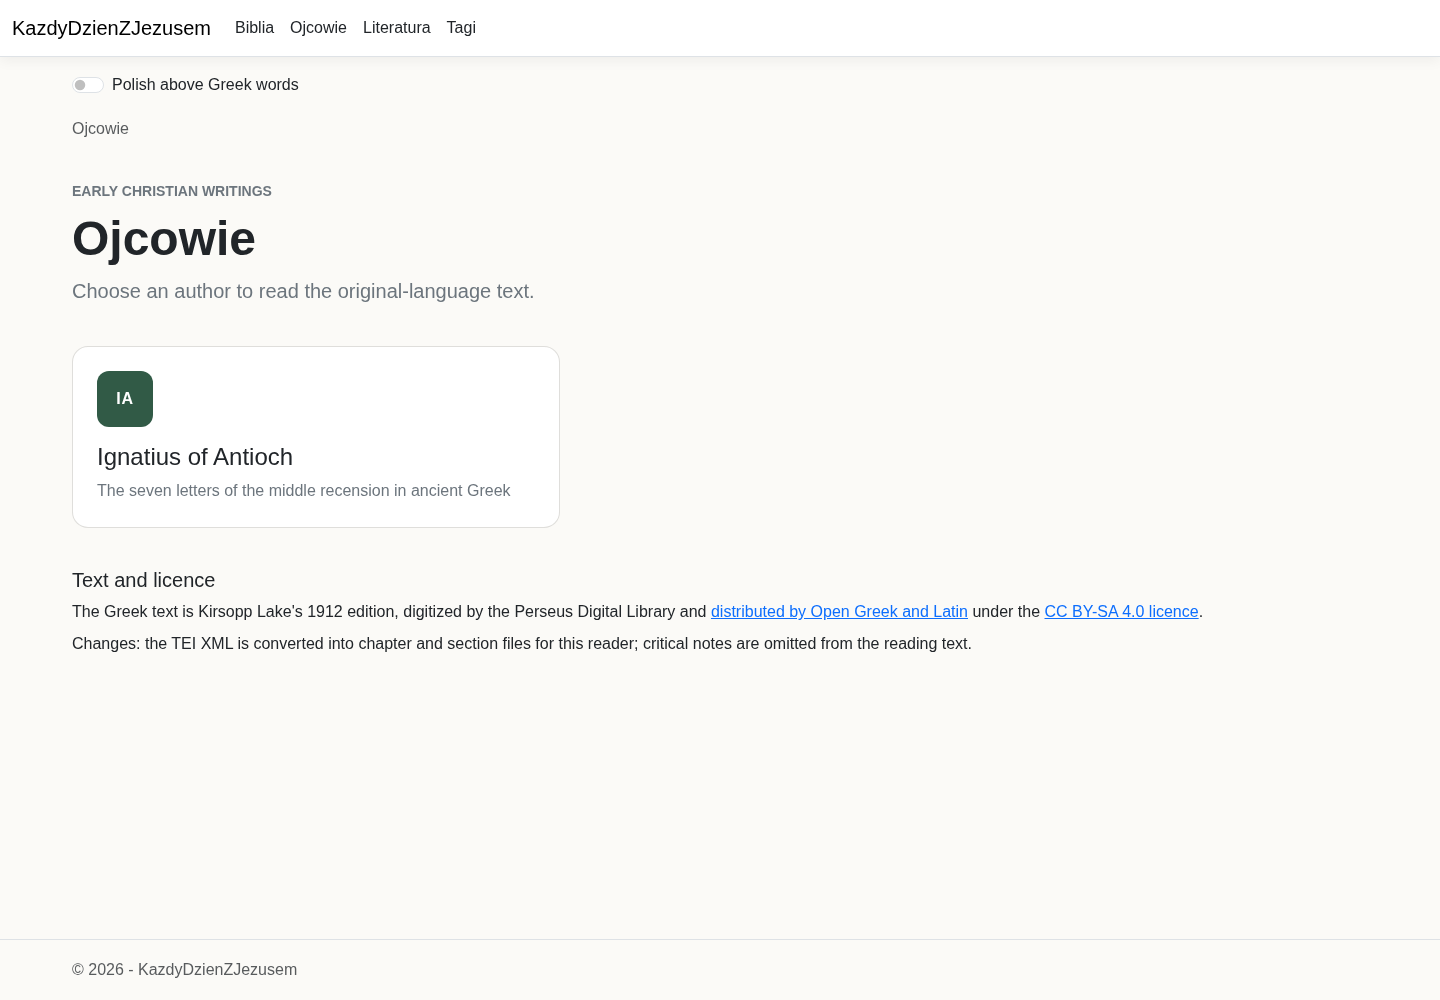 KazdyDzienZJezusem Biblia Ojcowie Literatura Tagi
Polish above Greek words
Ojcowie
EARLY CHRISTIAN WRITINGS
Ojcowie
Choose an author to read the original-language text.
IA
Ignatius of Antioch
The seven letters of the middle recension in ancient Greek
Text and licence
The Greek text is Kirsopp Lake's 1912 edition, digitized by the Perseus Digital Library and distributed by Open Greek and Latin under the CC BY-SA 4.0 licence.
Changes: the TEI XML is converted into chapter and section files for this reader; critical notes are omitted from the reading text.
© 2026 - KazdyDzienZJezusem